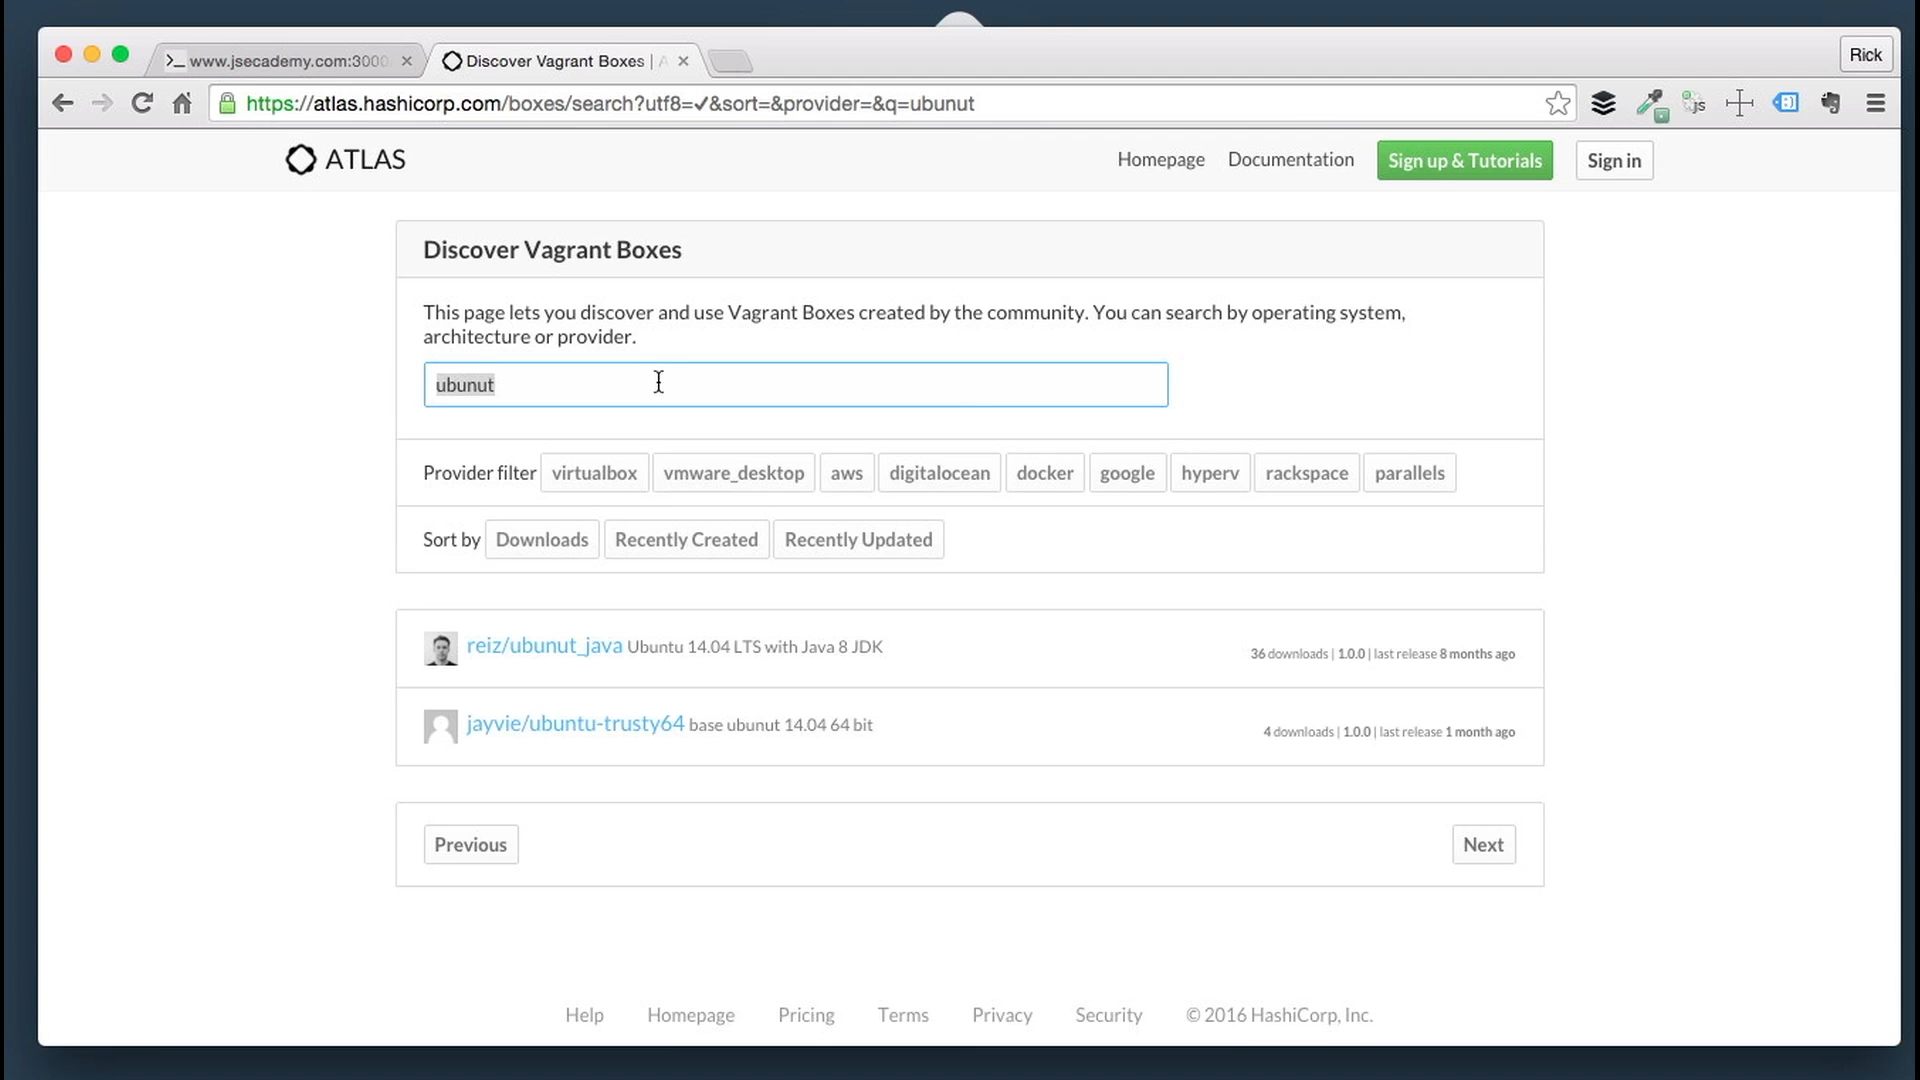 www.jsecademy.com:3000
Discover Vagrant Boxes |
Rick
https://atlas.hashicorp.com/boxes/search?utf8=✓&sort=&provider=&q=ubunut
js
ATLAS
Homepage
Documentation
Sign up & Tutorials
Sign in
Discover Vagrant Boxes
This page lets you discover and use Vagrant Boxes created by the community. You can search by operating system,
architecture or provider.
ubunut
Provider filter virtualbox vmware_desktop aws digitalocean docker google hyperv rackspace parallels
Sort by Downloads Recently Created Recently Updated
reiz/ubunut_java Ubuntu 14.04 LTS with Java 8 JDK
36 downloads | 1.0.0 | last release 8 months ago
jayvie/ubuntu-trusty64 base ubunut 14.04 64 bit
4 downloads | 1.0.0 | last release 1 month ago
Previous
Next
Help Homepage Pricing Terms Privacy Security © 2016 HashiCorp, Inc.